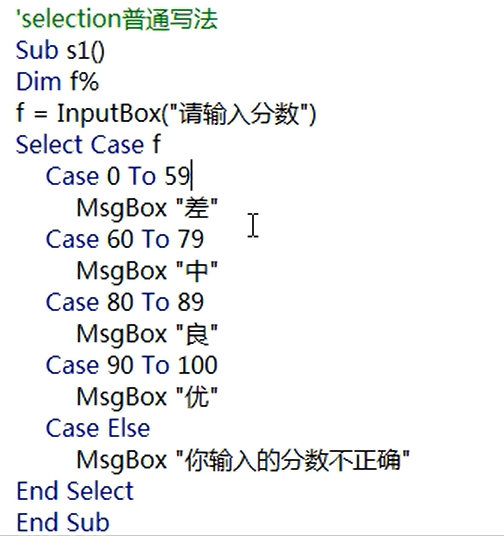 'selection普通写法
Sub s1()
Dim f%
f = InputBox("请输入分数")
Select Case f
Case 0 To 59
MsgBox "差"
Case 60 To 79
MsgBox "中"
Case 80 To 89
MsgBox "良"
Case 90 To 100
MsgBox "优"
Case Else
MsgBox "你输入的分数不正确"
End Select
End Sub